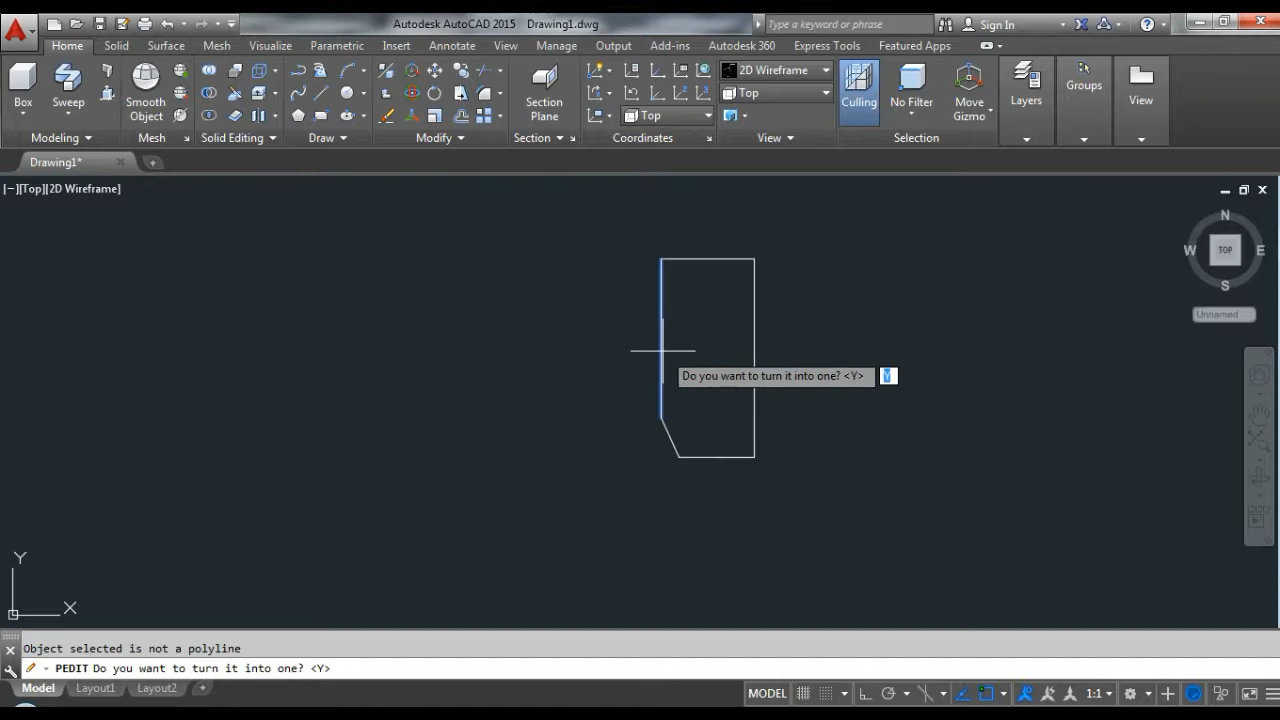 Autodesk AutoCAD 2015 Drawing1.dwg
Type a keyword or phrase
Sign In
Home Solid Surface Mesh Visualize Parametric Insert Annotate View Manage Output Add-ins Autodesk 360 Express Tools Featured Apps
Box
Sweep
Smooth Object
Section Plane
2D Wireframe
Top
Top
Culling
No Filter
Move Gizmo
Layers
Groups
View
Modeling
Mesh
Solid Editing
Draw
Modify
Section
Coordinates
View
Selection
Drawing1*
[−][Top][2D Wireframe]
N
W TOP E
S
Unnamed
Do you want to turn it into one? <Y> Y
Y
X
Object selected is not a polyline
PEDIT Do you want to turn it into one? <Y>
Model Layout1 Layout2
MODEL
1:1